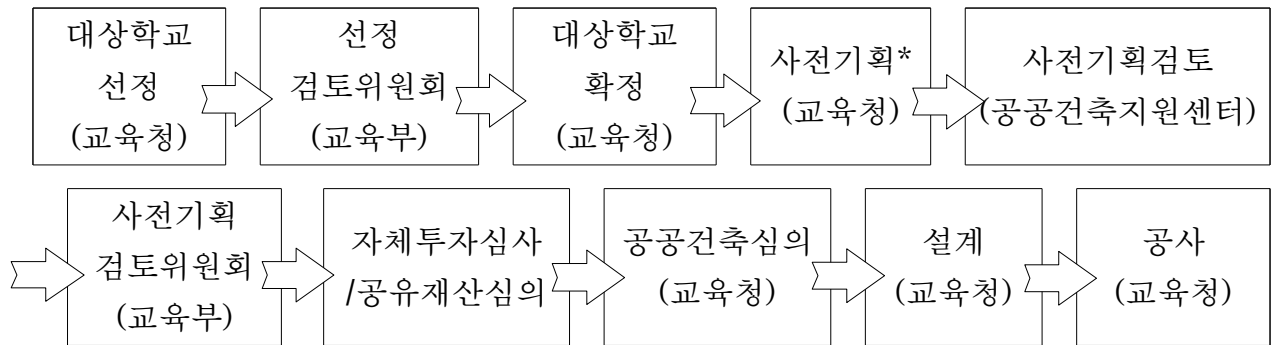 대상학교
선정
(교육청)
선정
검토위원회
(교육부)
대상학교
확정
(교육청)
사전기획*
(교육청)
사전기획검토
(공공건축지원센터)
사전기획
검토위원회
(교육부)
자체투자심사
/공유재산심의
공공건축심의
(교육청)
설계
(교육청)
공사
(교육청)